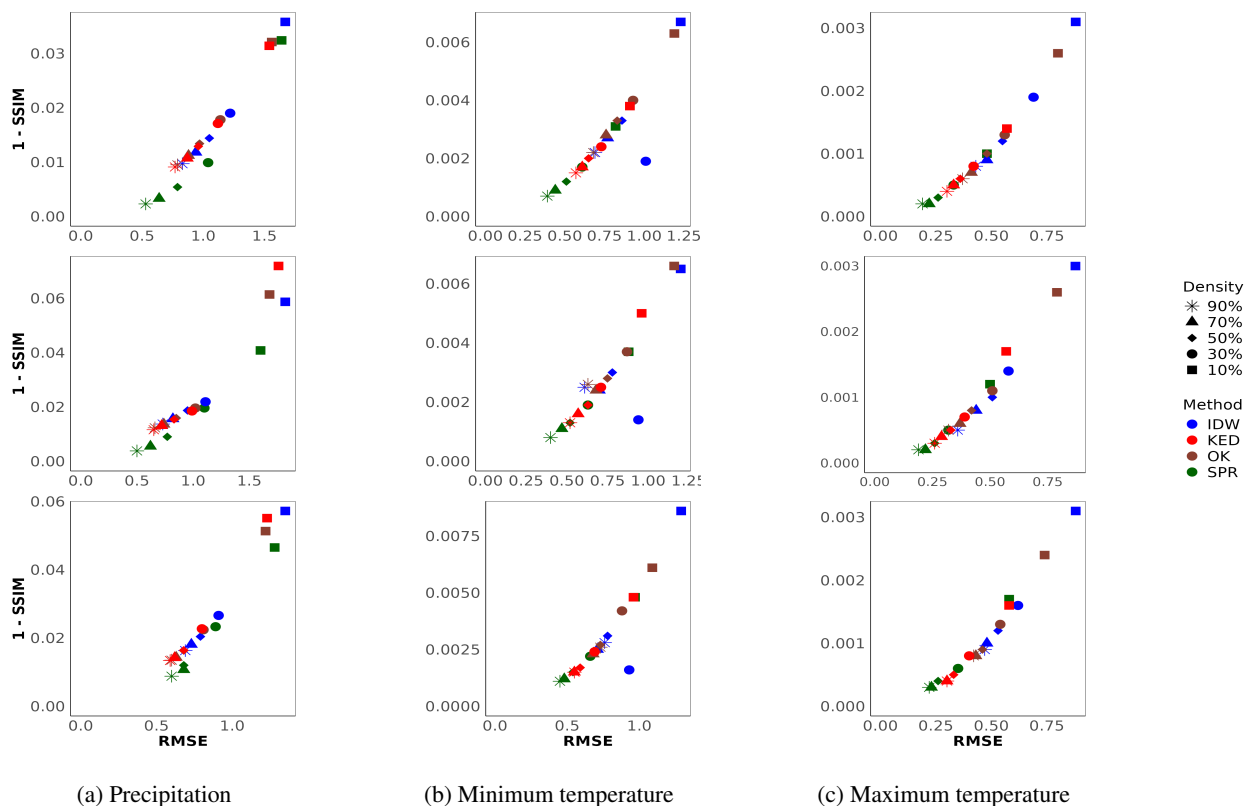 1 - SSIM
0.03
0.02
0.01
0.00
0.0 0.5 1.0 1.5
0.006
0.004
0.002
0.000
0.00 0.25 0.50 0.75 1.00 1.25
0.003
0.002
0.001
0.000
0.00 0.25 0.50 0.75
1 - SSIM
0.06
0.04
0.02
0.00
0.0 0.5 1.0 1.5
0.006
0.004
0.002
0.000
0.00 0.25 0.50 0.75 1.00 1.25
0.003
0.002
0.001
0.000
0.00 0.25 0.50 0.75
1 - SSIM
0.06
0.04
0.02
0.00
0.0 0.5 1.0
RMSE
0.0075
0.0050
0.0025
0.0000
0.0 0.5 1.0
RMSE
0.003
0.002
0.001
0.000
0.00 0.25 0.50 0.75
RMSE
Density
90%
70%
50%
30%
10%
Method
IDW
KED
OK
SPR
(a) Precipitation
(b) Minimum temperature
(c) Maximum temperature